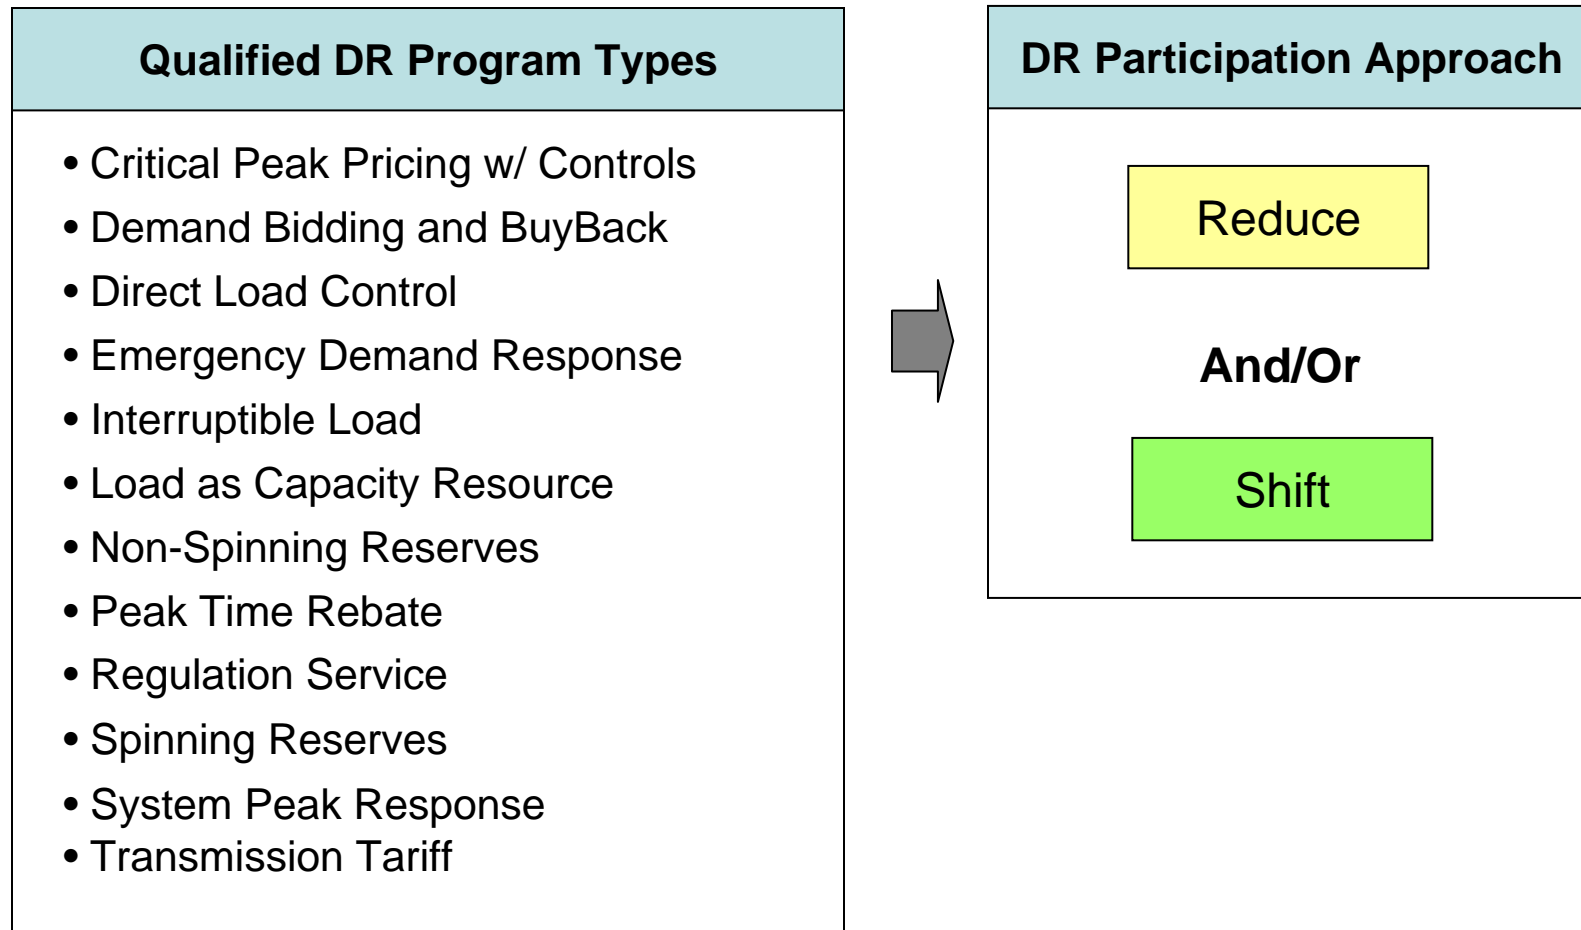 Qualified DR Program Types
• Critical Peak Pricing w/ Controls
• Demand Bidding and BuyBack
• Direct Load Control
• Emergency Demand Response
• Interruptible Load
• Load as Capacity Resource
• Non-Spinning Reserves
• Peak Time Rebate
• Regulation Service
• Spinning Reserves
• System Peak Response
• Transmission Tariff
DR Participation Approach
Reduce
And/Or
Shift